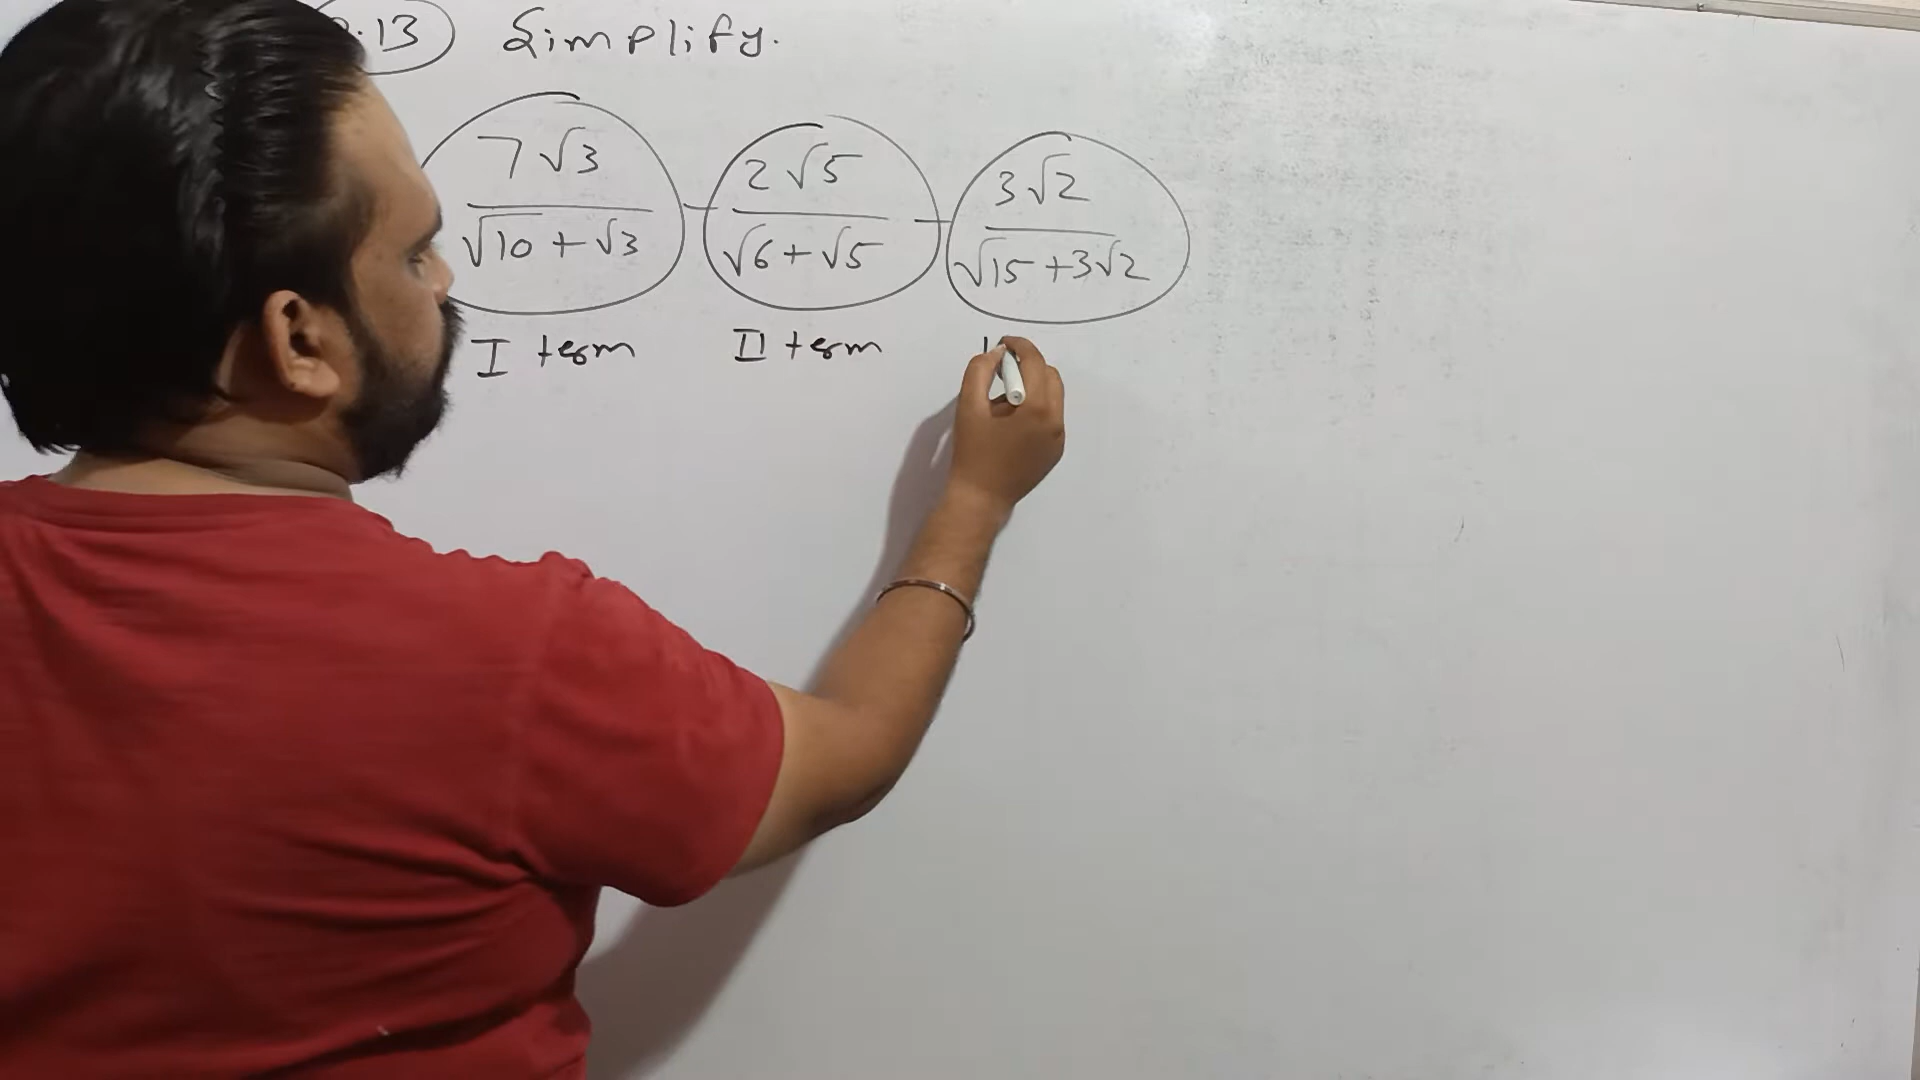 .13 Simplify.
7√3/√10+√3 - 2√5/√6+√5 - 3√2/√15+3√2
I term II term